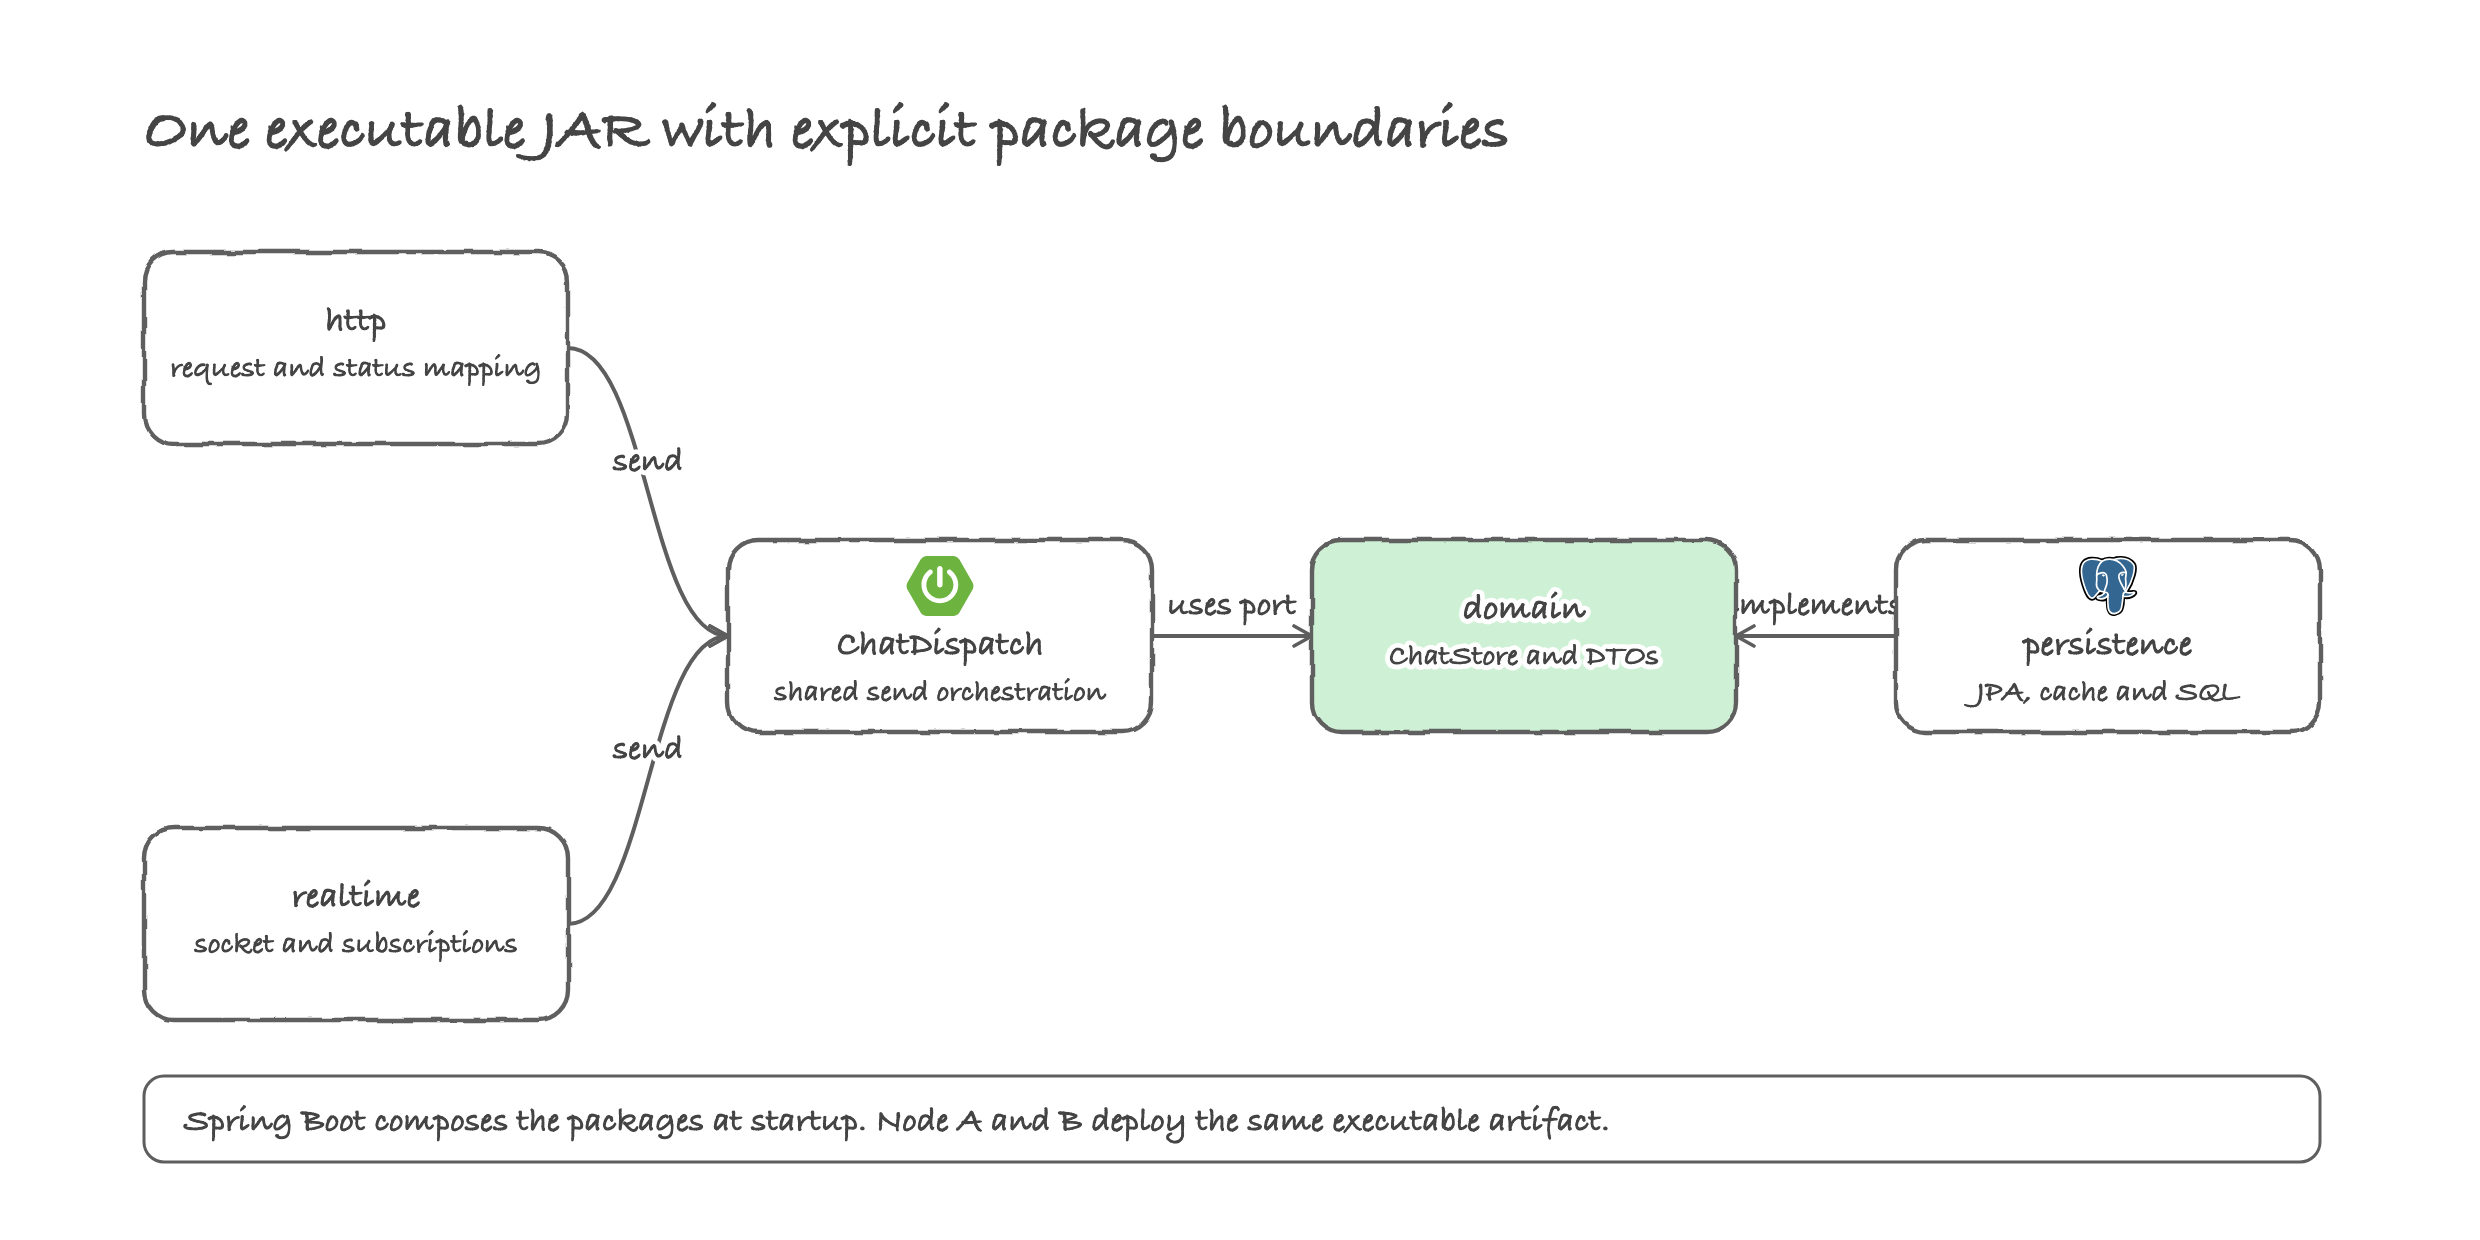 One executable JAR with explicit package boundaries
http
request and status mapping
send
ChatDispatch
shared send orchestration
uses port
domain
ChatStore and DTOs
mplements
persistence
JPA, cache and SQL
send
realtime
socket and subscriptions
Spring Boot composes the packages at startup. Node A and B deploy the same executable artifact.